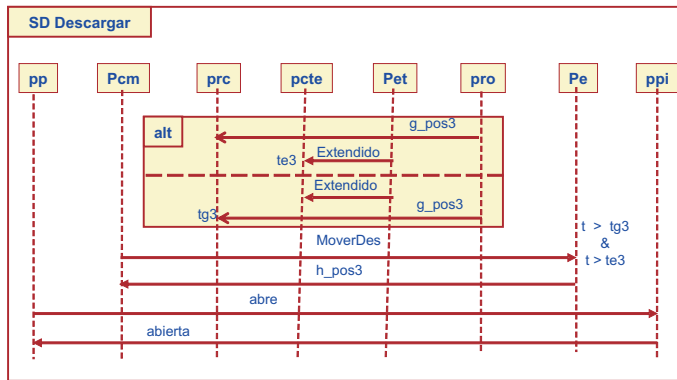 SD Descargar
pp Pcm prc pcte Pet pro Pe ppi
alt
g_pos3
te3 Extendido
Extendido
tg3 g_pos3
MoverDes
t > tg3
&
t > te3
h_pos3
abre
abierta